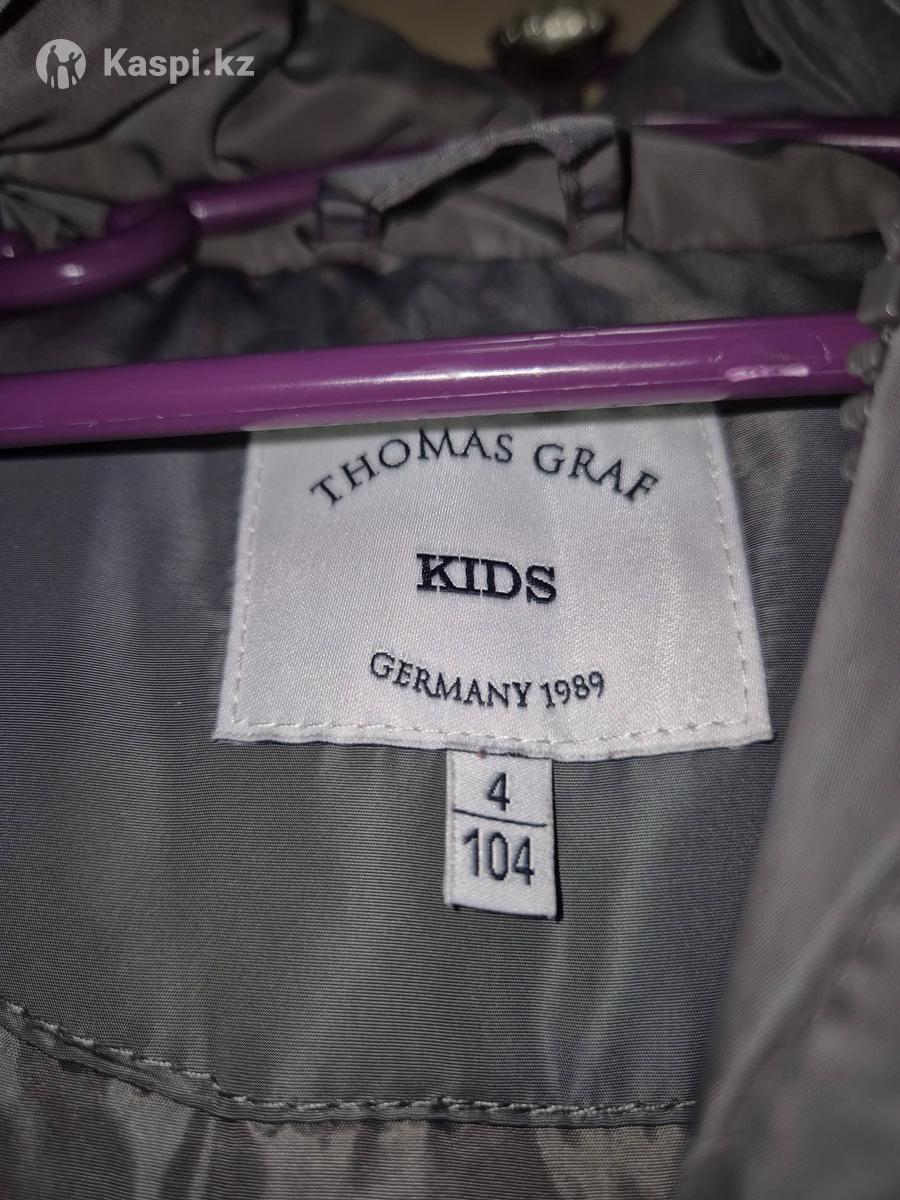 Kaspi.kz
THOMAS GRAF
KIDS
GERMANY 1989
4
104